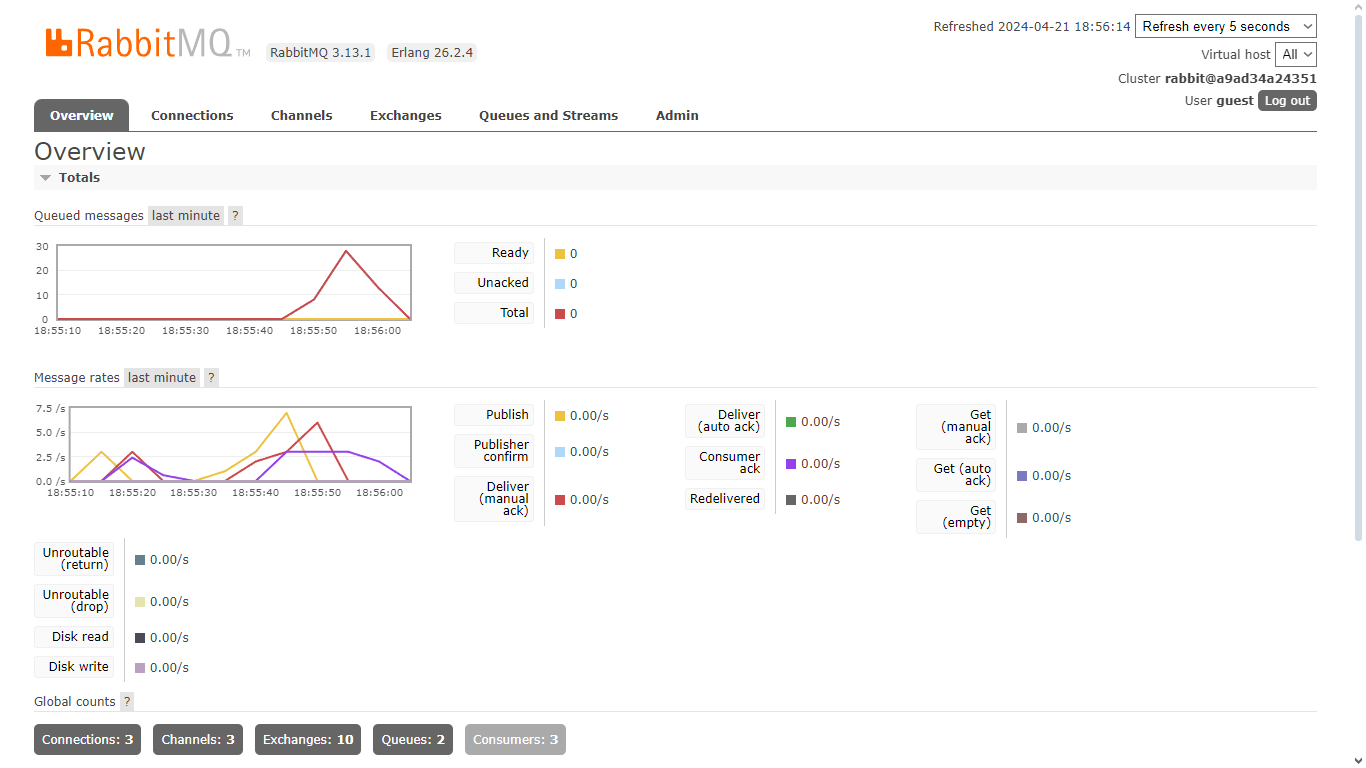 RabbitMQ TM RabbitMQ 3.13.1 Erlang 26.2.4
Refreshed 2024-04-21 18:56:14 Refresh every 5 seconds
Virtual host All
Cluster rabbit@a9ad34a24351
User guest Log out
Overview Connections Channels Exchanges Queues and Streams Admin
Overview
Totals
Queued messages last minute ?
30
20
10
0
18:55:10 18:55:20 18:55:30 18:55:40 18:55:50 18:56:00
Ready 0
Unacked 0
Total 0
Message rates last minute ?
7.5 /s
5.0 /s
2.5 /s
0.0 /s
18:55:10 18:55:20 18:55:30 18:55:40 18:55:50 18:56:00
Publish 0.00/s
Publisher
confirm 0.00/s
Deliver
(manual
ack) 0.00/s
Deliver
(auto ack) 0.00/s
Consumer
ack 0.00/s
Redelivered 0.00/s
Get
(manual
ack) 0.00/s
Get (auto
ack) 0.00/s
Get
(empty) 0.00/s
Unroutable
(return) 0.00/s
Unroutable
(drop) 0.00/s
Disk read 0.00/s
Disk write 0.00/s
Global counts ?
Connections: 3 Channels: 3 Exchanges: 10 Queues: 2 Consumers: 3